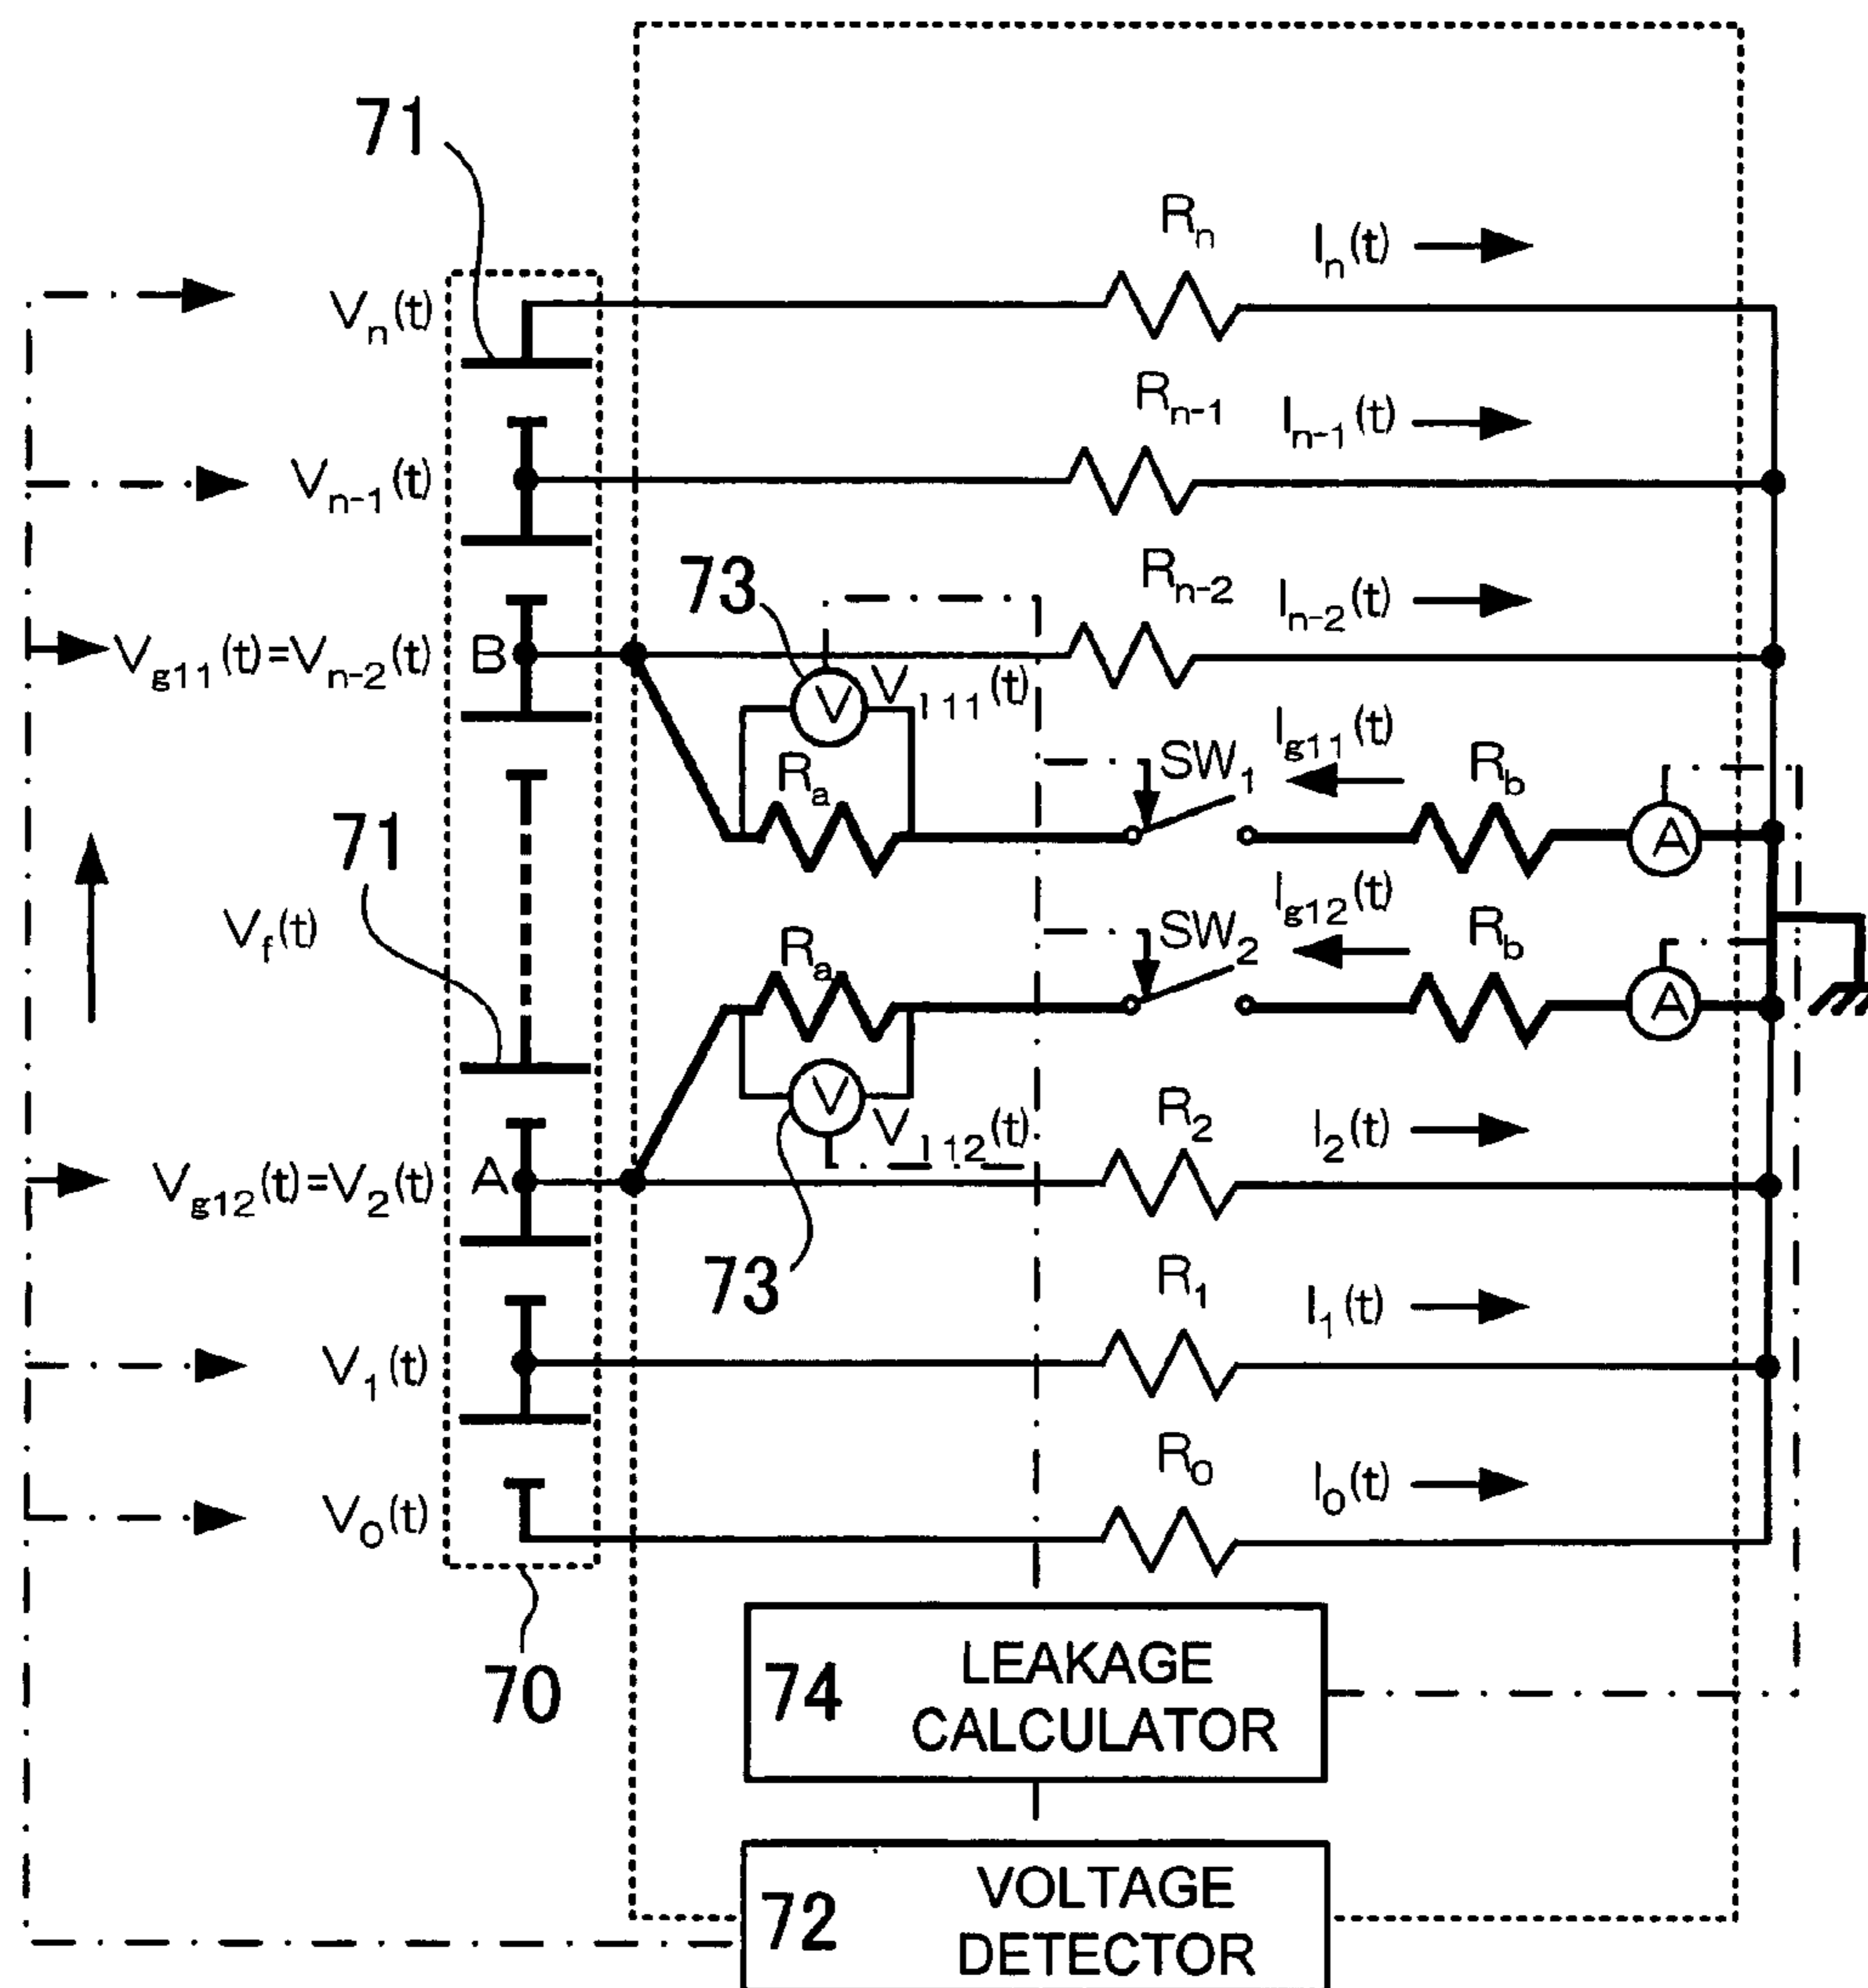 71
Rn
In(t)
Vn(t)
Rn-1
In-1(t)
Vn-1(t)
73
Rn-2
In-2(t)
Vg11(t)=Vn-2(t)
B
V
Vl11(t)
Ra
SW1
Ig11(t)
Rb
A
71
Vf(t)
Ra
SW2
Ig12(t)
Rb
A
V
Vl12(t)
R2
I2(t)
Vg12(t)=V2(t)
A
73
R1
I1(t)
V1(t)
R0
I0(t)
V0(t)
70
74
LEAKAGE
CALCULATOR
72
VOLTAGE
DETECTOR